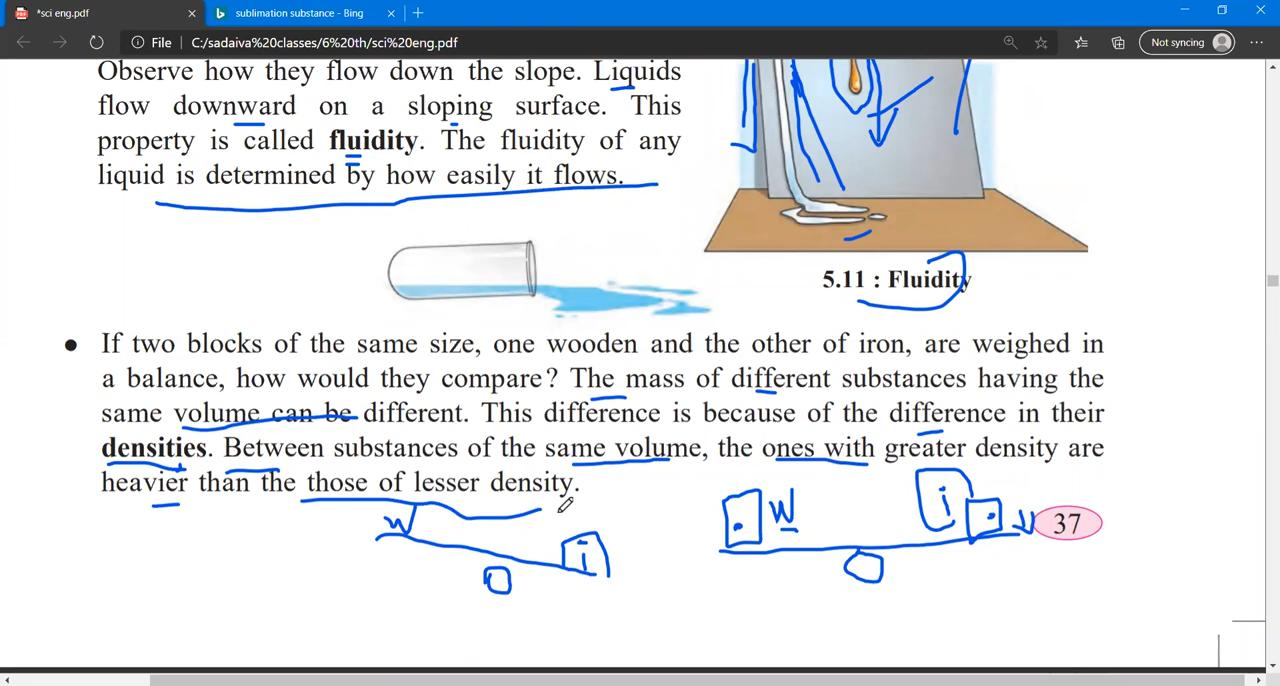 *sci eng.pdf
sublimation substance - Bing
File
C:/sadaiva%20classes/6%20th/sci%20eng.pdf
Not syncing
Observe how they flow down the slope. Liquids
flow downward on a sloping surface. This
property is called fluidity. The fluidity of any
liquid is determined by how easily it flows.
5.11 : Fluidity
If two blocks of the same size, one wooden and the other of iron, are weighed in
a balance, how would they compare? The mass of different substances having the
same volume can be different. This difference is because of the difference in their
densities. Between substances of the same volume, the ones with greater density are
heavier than the those of lesser density.
W i
37
W i